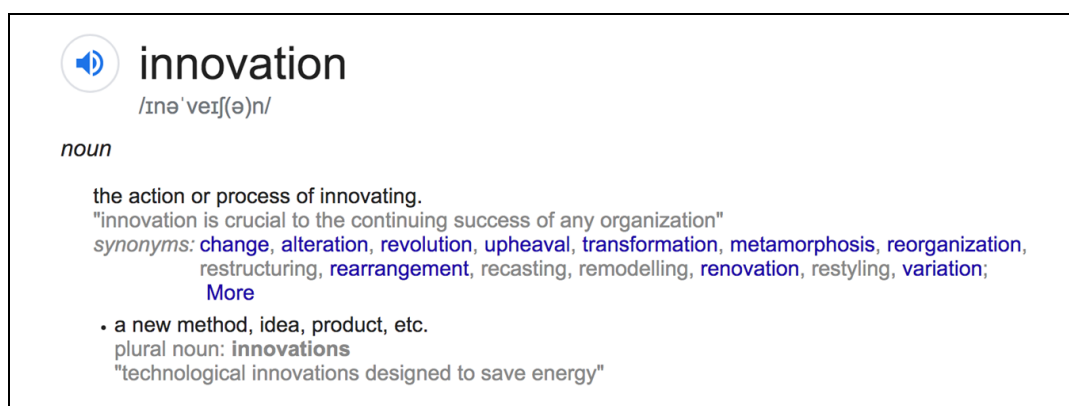 innovation
/ɪnəˈveɪʃ(ə)n/
noun
the action or process of innovating.
"innovation is crucial to the continuing success of any organization"
synonyms: change, alteration, revolution, upheaval, transformation, metamorphosis, reorganization,
restructuring, rearrangement, recasting, remodelling, renovation, restyling, variation;
More
• a new method, idea, product, etc.
plural noun: innovations
"technological innovations designed to save energy"